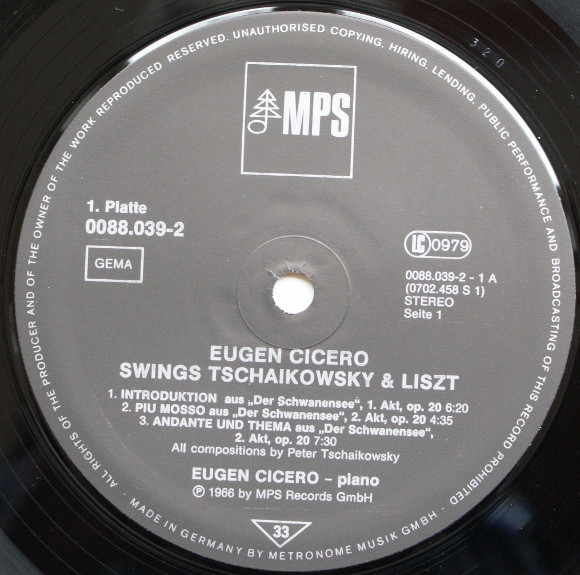 ALL RIGHTS OF THE PRODUCER AND OF THE OWNER OF THE WORK REPRODUCED RESERVED. UNAUTHORISED COPYING, HIRING, LENDING, PUBLIC PERFORMANCE AND BROADCASTING OF THIS RECORD PROHIBITED
320
MPS
1. Platte
0088.039-2
GEMA
LC 0979
0088.039-2 - 1 A
(0702.458 S 1)
STEREO
Seite 1
EUGEN CICERO
SWINGS TSCHAIKOWSKY & LISZT
1. INTRODUKTION aus „Der Schwanensee“, 1. Akt, op. 20 6:20
2. PIU MOSSO aus „Der Schwanensee“, 2. Akt, op. 20 4:35
3. ANDANTE UND THEMA aus „Der Schwanensee“,
2. Akt, op. 20 7:30
All compositions by Peter Tschaikowsky
EUGEN CICERO – piano
Ⓟ 1966 by MPS Records GmbH
33
· MADE IN GERMANY BY METRONOME MUSIK GMBH ·